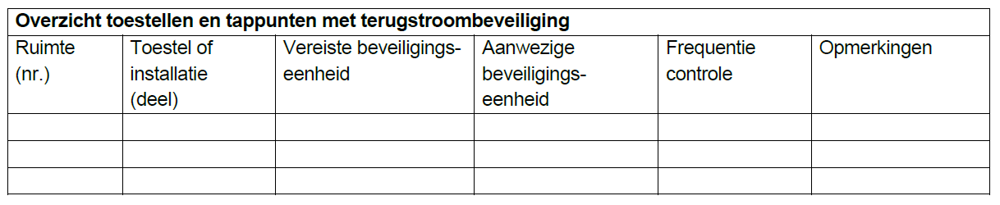 Overzicht toestellen en tappunten met terugstroombeveiliging
Ruimte
(nr.)
Toestel of
installatie
(deel)
Vereiste beveiligings-
eenheid
Aanwezige
beveiligings-
eenheid
Frequentie
controle
Opmerkingen